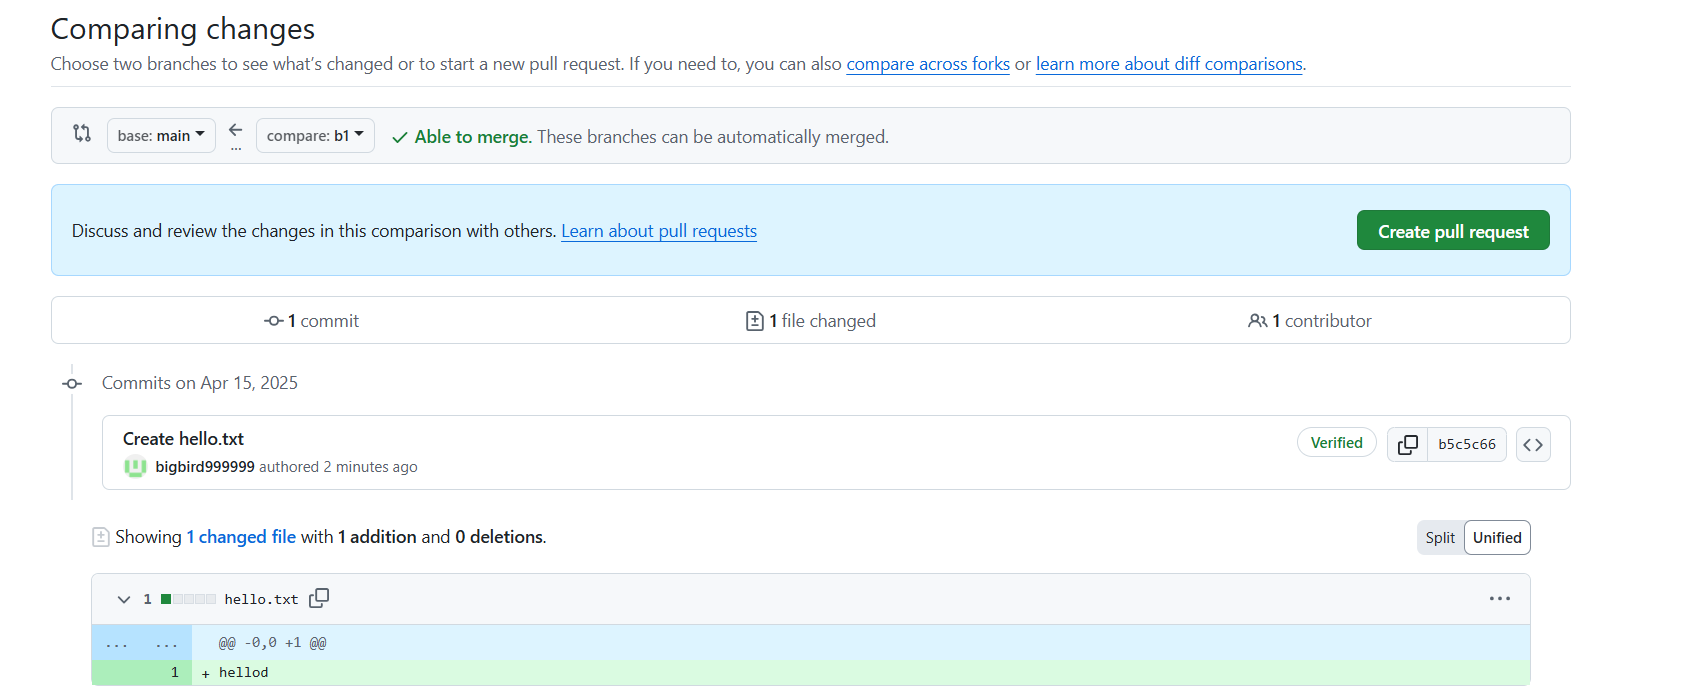 Comparing changes
Choose two branches to see what's changed or to start a new pull request. If you need to, you can also compare across forks or learn more about diff comparisons.
base: main ... compare: b1 Able to merge. These branches can be automatically merged.
Discuss and review the changes in this comparison with others. Learn about pull requests Create pull request
1 commit 1 file changed 1 contributor
Commits on Apr 15, 2025
Create hello.txt
bigbird999999 authored 2 minutes ago
Verified b5c5c66
Showing 1 changed file with 1 addition and 0 deletions. Split Unified
1 hello.txt
... ... @@ -0,0 +1 @@
1 + hellod